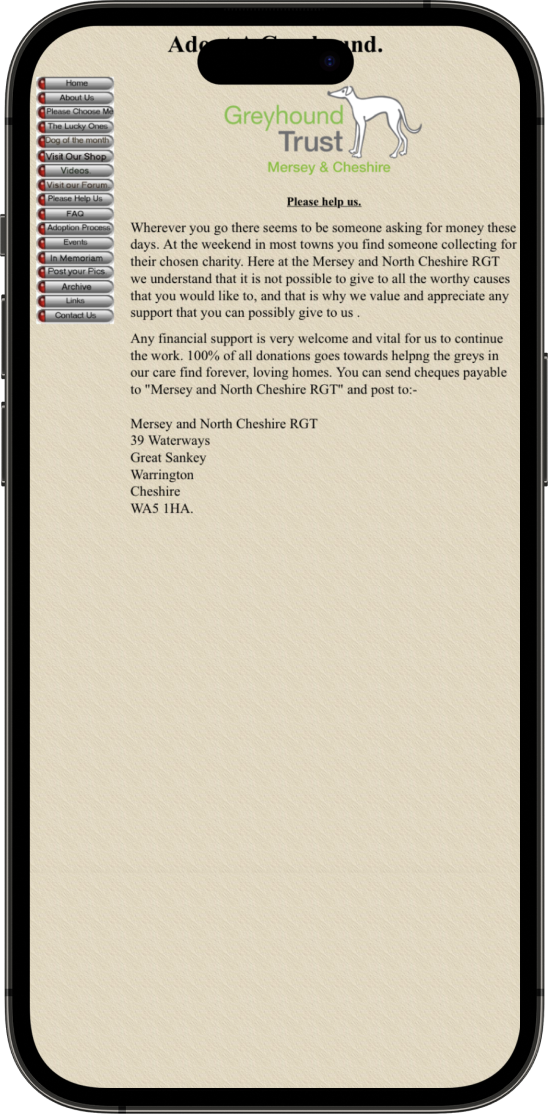 Home
About Us
Please Choose Me
The Lucky Ones
Dog of the month
Visit Our Shop
Videos.
Visit our Forum.
Please Help Us
FAQ
Adoption Process
Events
In Memoriam
Post your Pics.
Archive
Links
Contact Us
Greyhound
Trust
Mersey & Cheshire
Please help us.
Wherever you go there seems to be someone asking for money these
days. At the weekend in most towns you find someone collecting for
their chosen charity. Here at the Mersey and North Cheshire RGT
we understand that it is not possible to give to all the worthy causes
that you would like to, and that is why we value and appreciate any
support that you can possibly give to us .
Any financial support is very welcome and vital for us to continue
the work. 100% of all donations goes towards helpng the greys in
our care find forever, loving homes. You can send cheques payable
to "Mersey and North Cheshire RGT" and post to:-
Mersey and North Cheshire RGT
39 Waterways
Great Sankey
Warrington
Cheshire
WA5 1HA.